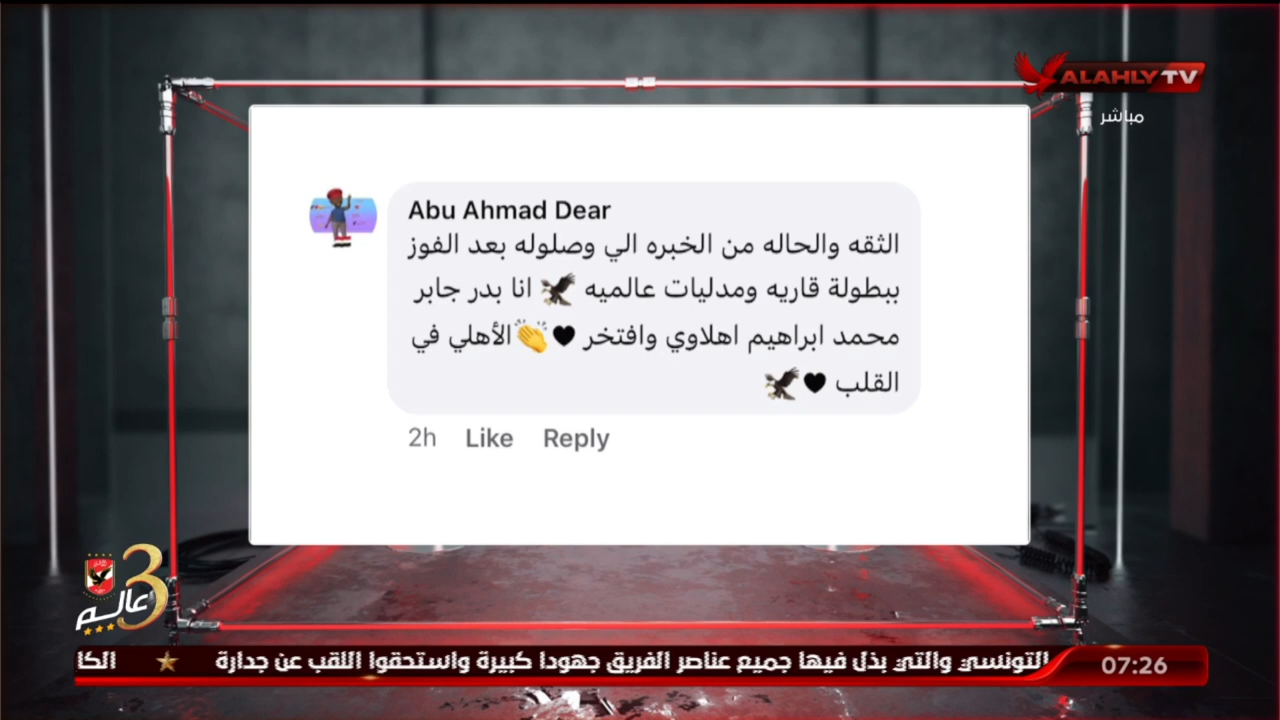 ALAHLY TV
مباشر
Abu Ahmad Dear
الثقه والحاله من الخبره الي وصلوله بعد الفوز
ببطولة قاريه ومدليات عالميه 🦅 انا بدر جابر
محمد ابراهيم اهلاوي وافتخر 🖤👏الأهلي في
القلب 🖤🦅
2h Like Reply
3 عالم
التونسي والتي بذل فيها جميع عناصر الفريق جهودا كبيرة واستحقوا اللقب عن جدارة ★ الكا
07:26